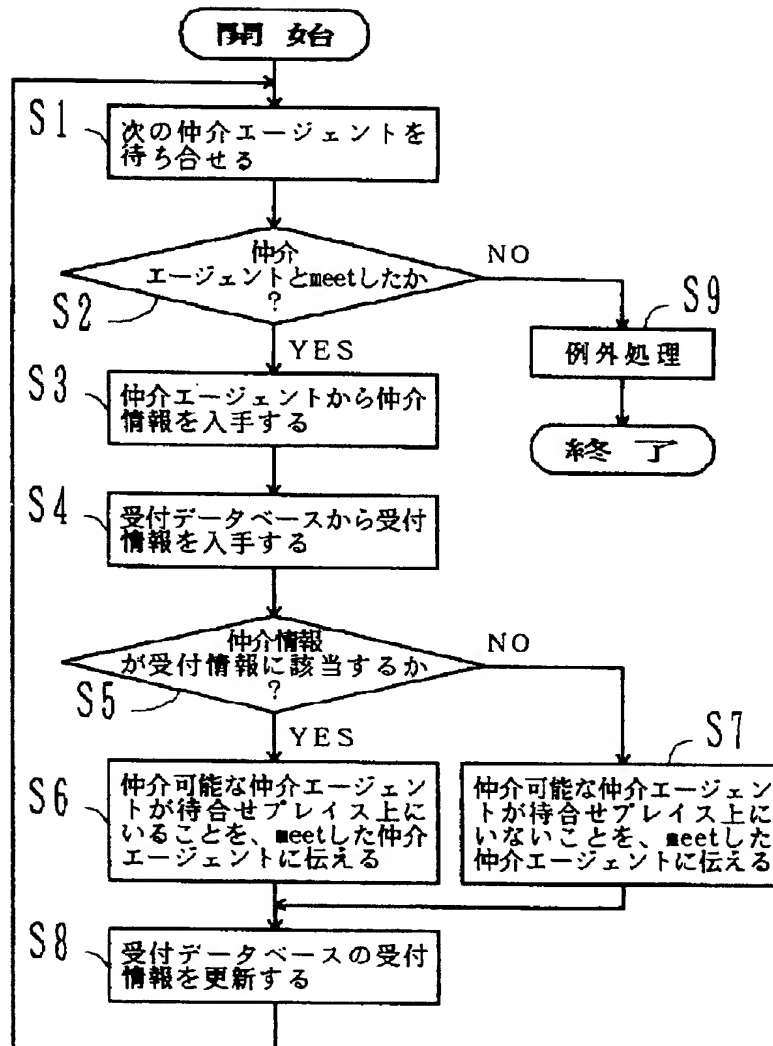 開始
S1
次の仲介エージェントを
待ち合せる
仲介
エージェントとmeetしたか
?
S2
NO
YES
S9
例外処理
終了
S3
仲介エージェントから仲介
情報を入手する
S4
受付データベースから受付
情報を入手する
仲介情報
が受付情報に該当するか
?
S5
NO
YES
S6
仲介可能な仲介エージェン
トが待合せプレイス上に
いることを、meetした仲介
エージェントに伝える
S7
仲介可能な仲介エージェン
トが待合せプレイス上に
いないことを、meetした
仲介エージェントに伝える
S8
受付データベースの受付
情報を更新する